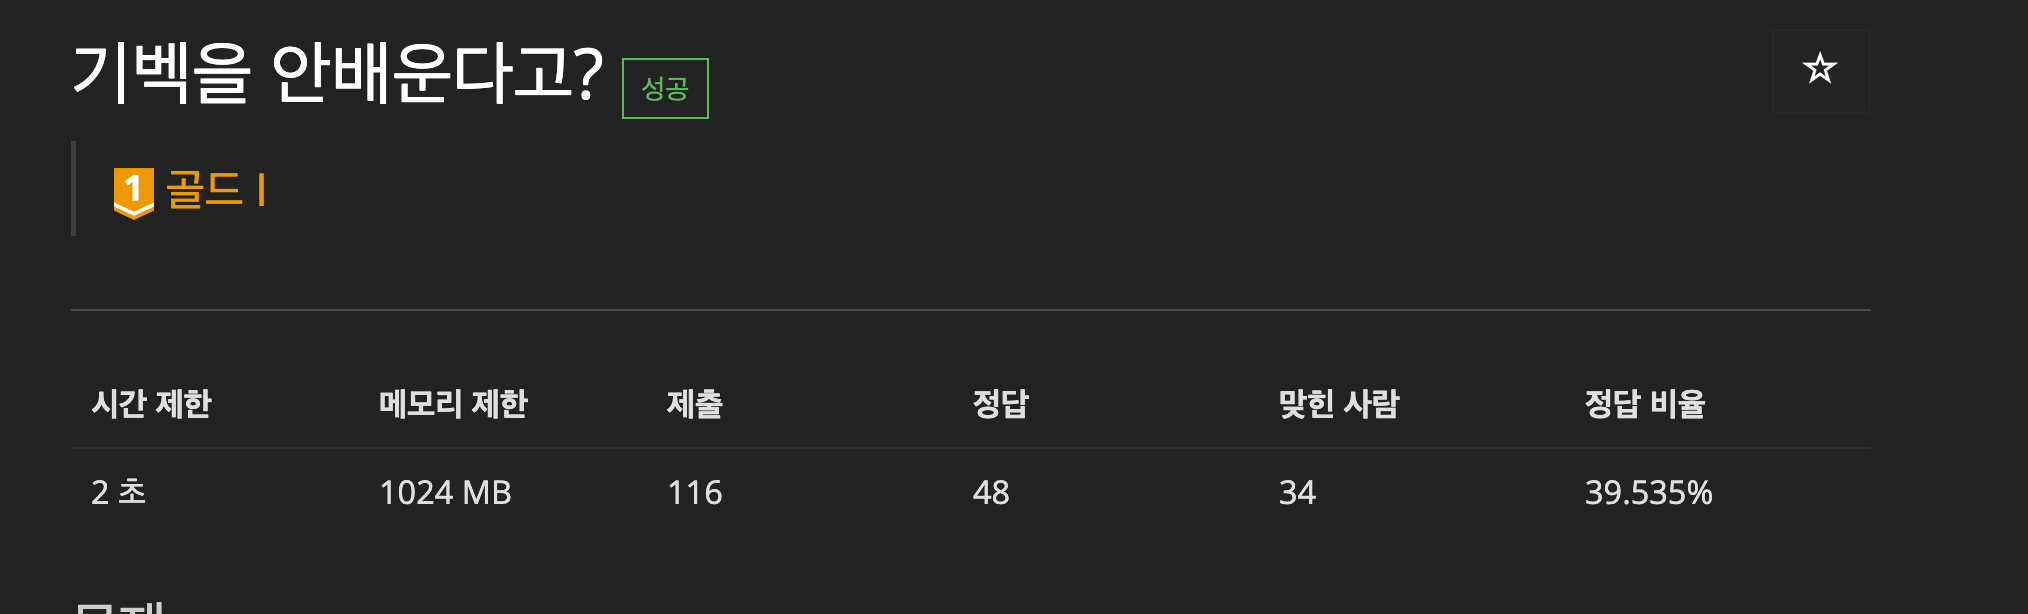 기벡을 안배운다고? 성공
1 골드 I
시간 제한 메모리 제한 제출 정답 맞힌 사람 정답 비율
2 초 1024 MB 116 48 34 39.535%